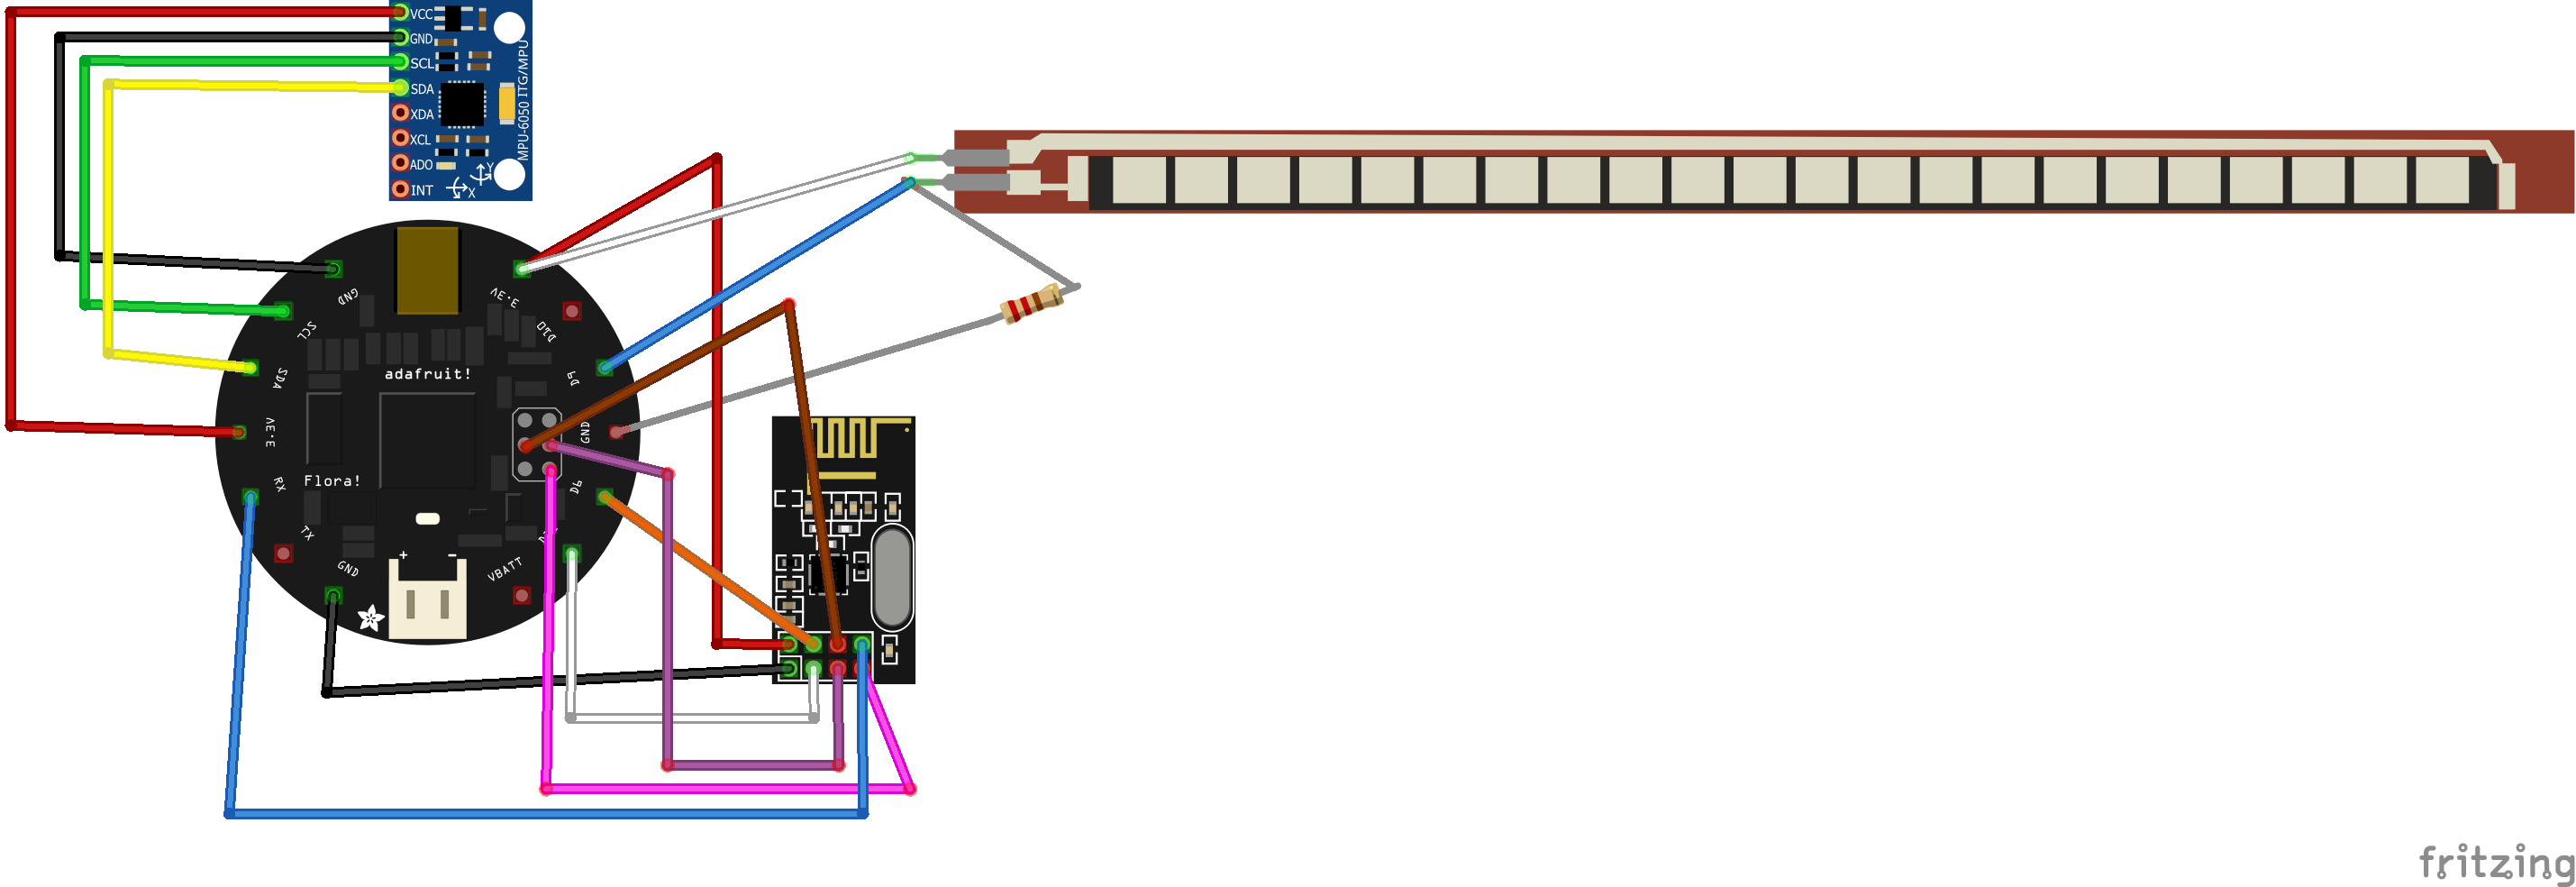 VCC
GND
SCL
SDA
XDA
XCL
ADO
INT
MPU-6050 ITG/MPU
Y
X
GND
3.3V
SCL
D10
SDA
D9
adafruit!
3.3V
GND
Flora!
RX
D6
TX
GND
+ -
VBATT
fritzing